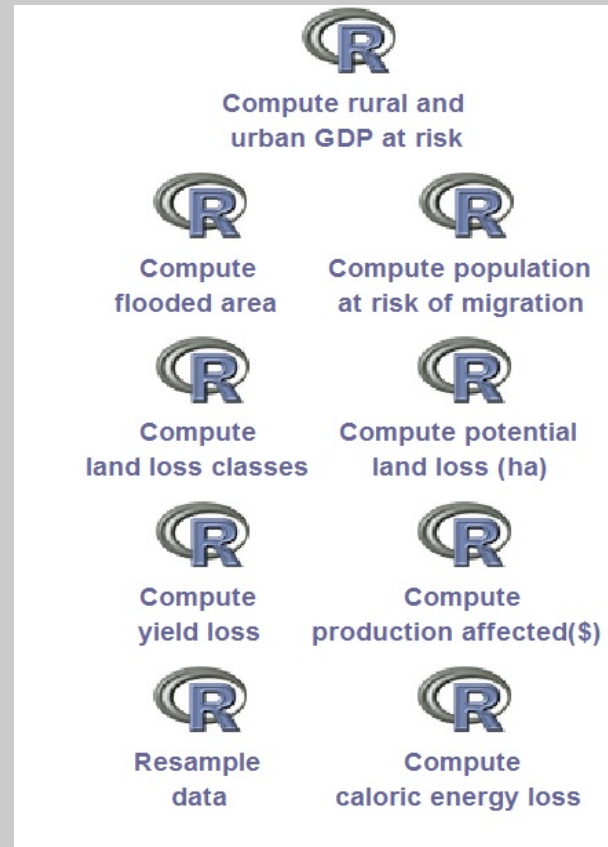 R
Compute rural and
urban GDP at risk
R
Compute
flooded area
R
Compute population
at risk of migration
R
Compute
land loss classes
R
Compute potential
land loss (ha)
R
Compute
yield loss
R
Compute
production affected($)
R
Resample
data
R
Compute
caloric energy loss